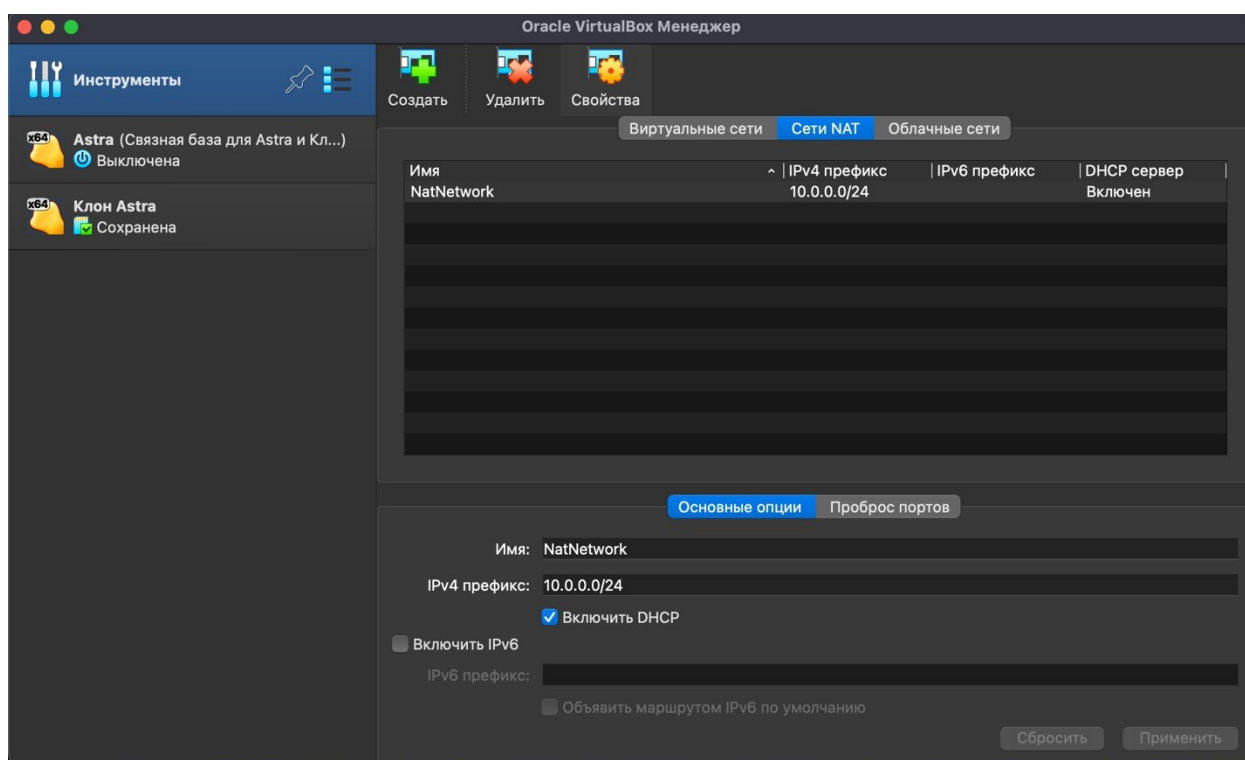 Oracle VirtualBox Менеджер
Инструменты
Создать Удалить Свойства
x64 Astra (Связная база для Astra и Кл...)
Выключена
x64 Клон Astra
Сохранена
Виртуальные сети Сети NAT Облачные сети
Имя IPv4 префикс IPv6 префикс DHCP сервер
NatNetwork 10.0.0.0/24 Включен
Основные опции Проброс портов
Имя: NatNetwork
IPv4 префикс: 10.0.0.0/24
Включить DHCP
Включить IPv6
IPv6 префикс:
Объявить маршрутом IPv6 по умолчанию
Сбросить Применить